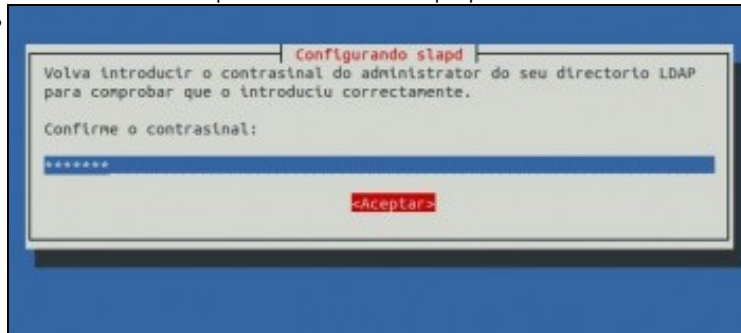 Configurando slapd
Volva introducir o contrasinal do administrator do seu directorio LDAP
para comprobar que o introduciu correctamente.
Confirme o contrasinal:
*******
<Aceptar>